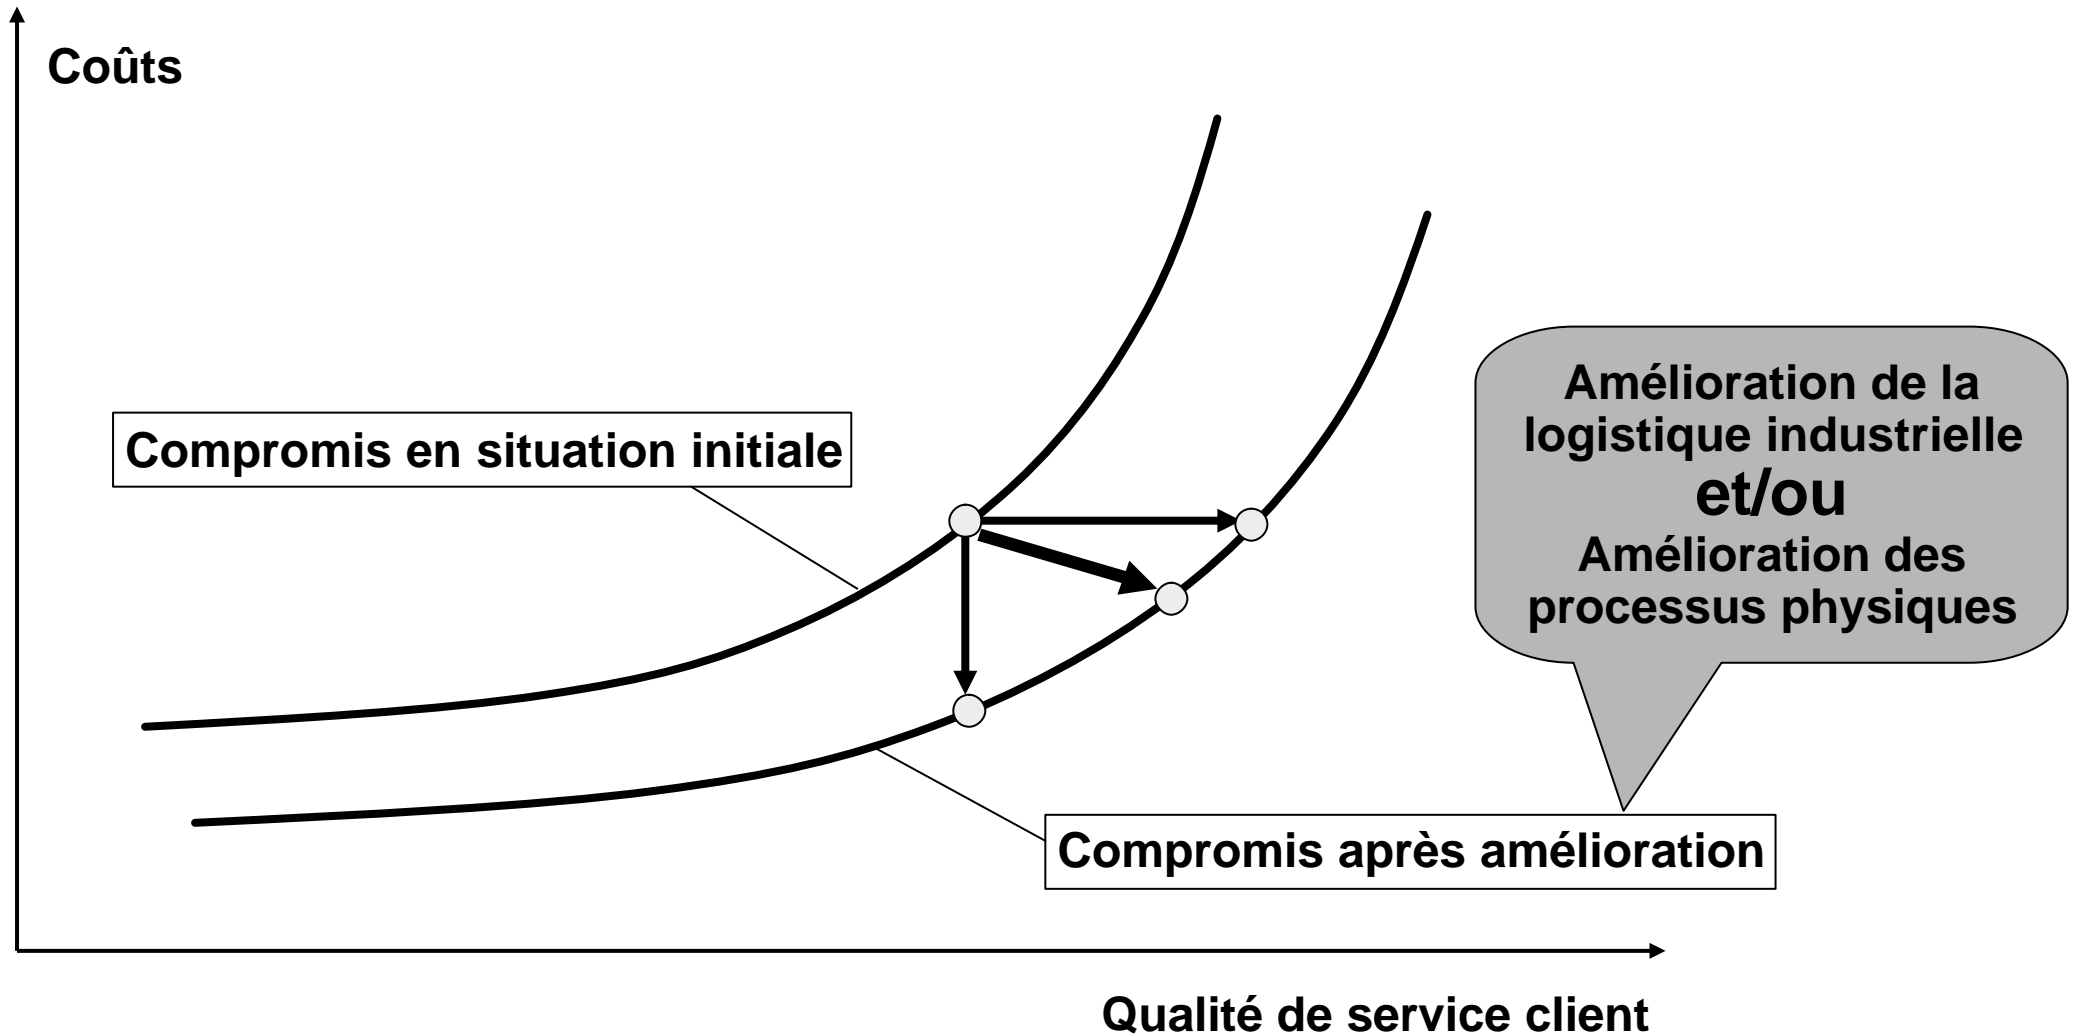 Coûts
Compromis en situation initiale
Amélioration de la
logistique industrielle
et/ou
Amélioration des
processus physiques
Compromis après amélioration
Qualité de service client